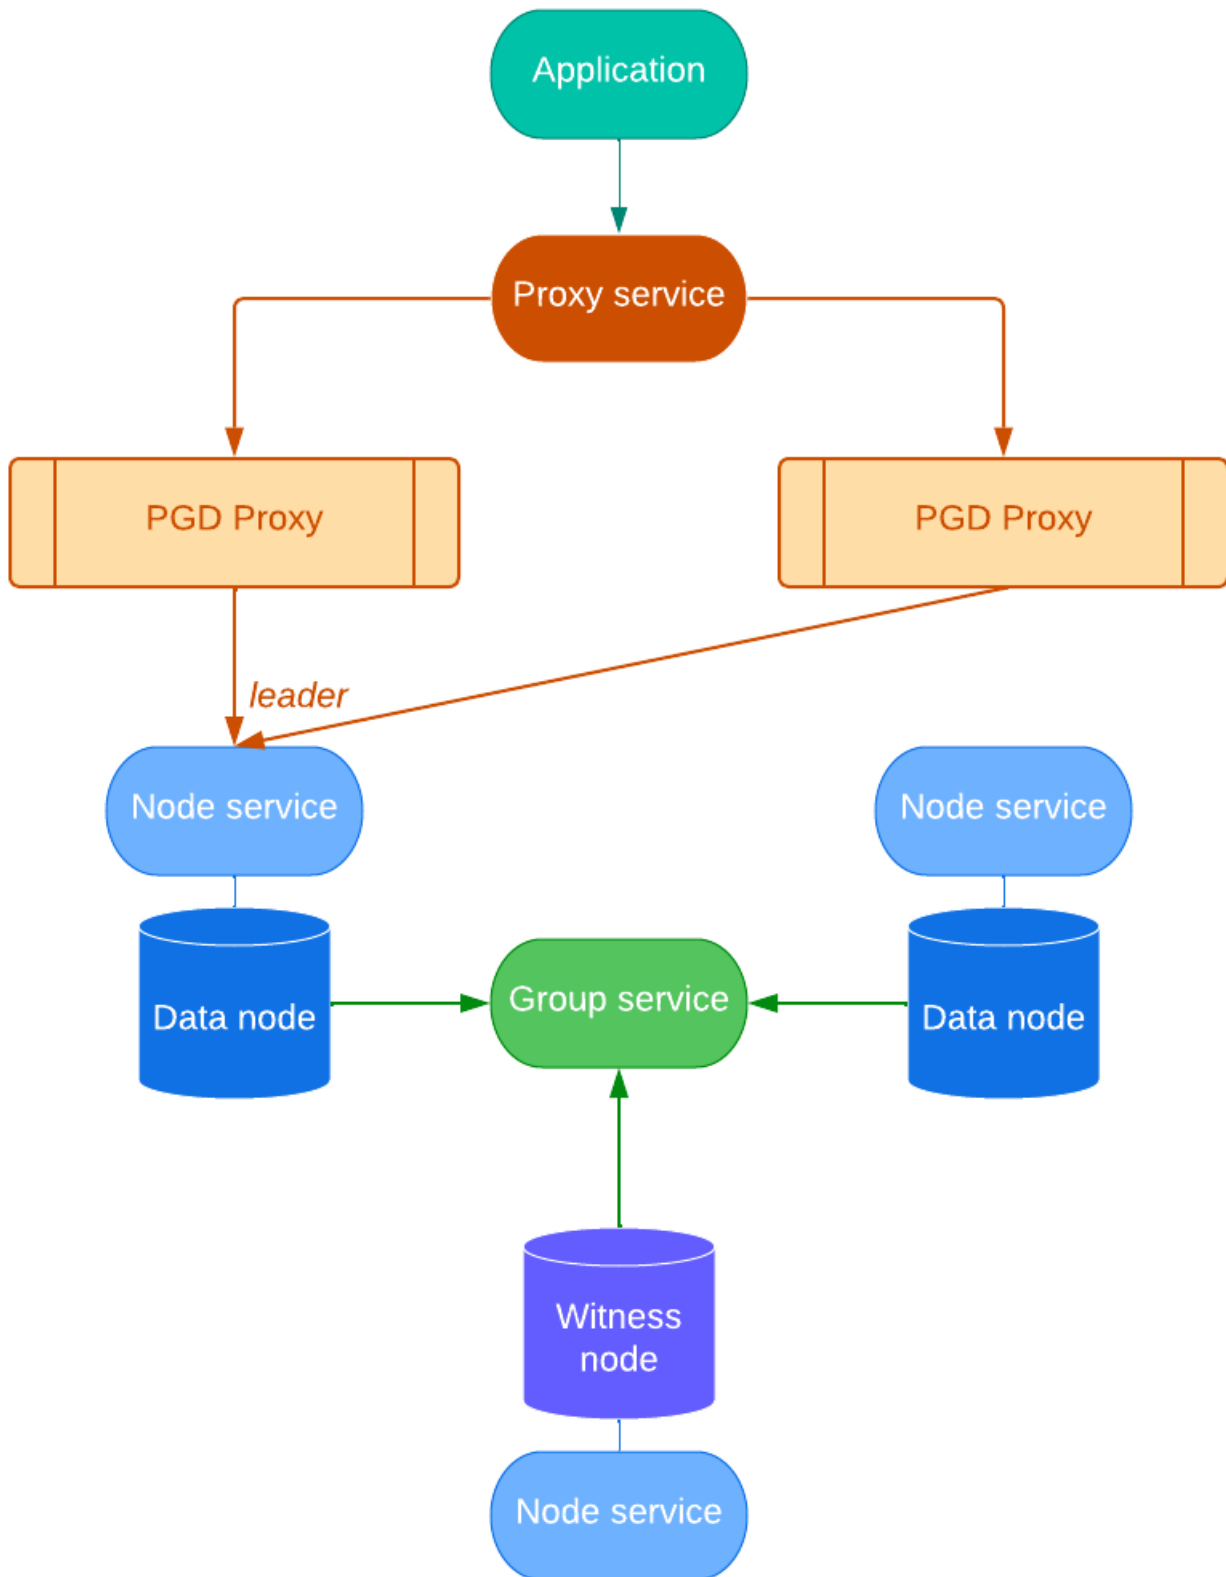 Application
Proxy service
PGD Proxy
PGD Proxy
leader
Node service
Node service
Data node
Group service
Data node
Witness
node
Node service